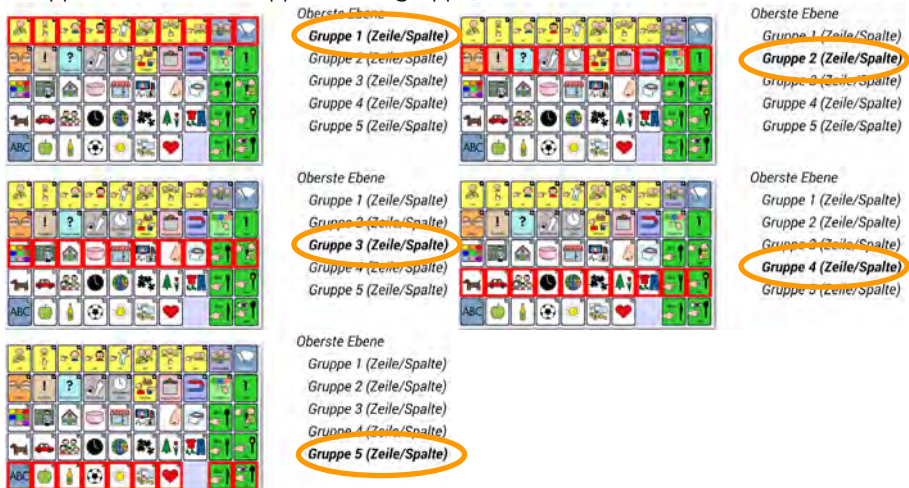 Oberste Ebene
Gruppe 1 (Zeile/Spalte)
Gruppe 2 (Zeile/Spalte)
Gruppe 3 (Zeile/Spalte)
Gruppe 4 (Zeile/Spalte)
Gruppe 5 (Zeile/Spalte)
ABC
Oberste Ebene
Gruppe 1 (Zeile/Spalte)
Gruppe 2 (Zeile/Spalte)
Gruppe 3 (Zeile/Spalte)
Gruppe 4 (Zeile/Spalte)
Gruppe 5 (Zeile/Spalte)
ABC
Oberste Ebene
Gruppe 1 (Zeile/Spalte)
Gruppe 2 (Zeile/Spalte)
Gruppe 3 (Zeile/Spalte)
Gruppe 4 (Zeile/Spalte)
Gruppe 5 (Zeile/Spalte)
ABC
Oberste Ebene
Gruppe 1 (Zeile/Spalte)
Gruppe 2 (Zeile/Spalte)
Gruppe 3 (Zeile/Spalte)
Gruppe 4 (Zeile/Spalte)
Gruppe 5 (Zeile/Spalte)
ABC
Oberste Ebene
Gruppe 1 (Zeile/Spalte)
Gruppe 2 (Zeile/Spalte)
Gruppe 3 (Zeile/Spalte)
Gruppe 4 (Zeile/Spalte)
Gruppe 5 (Zeile/Spalte)
ABC